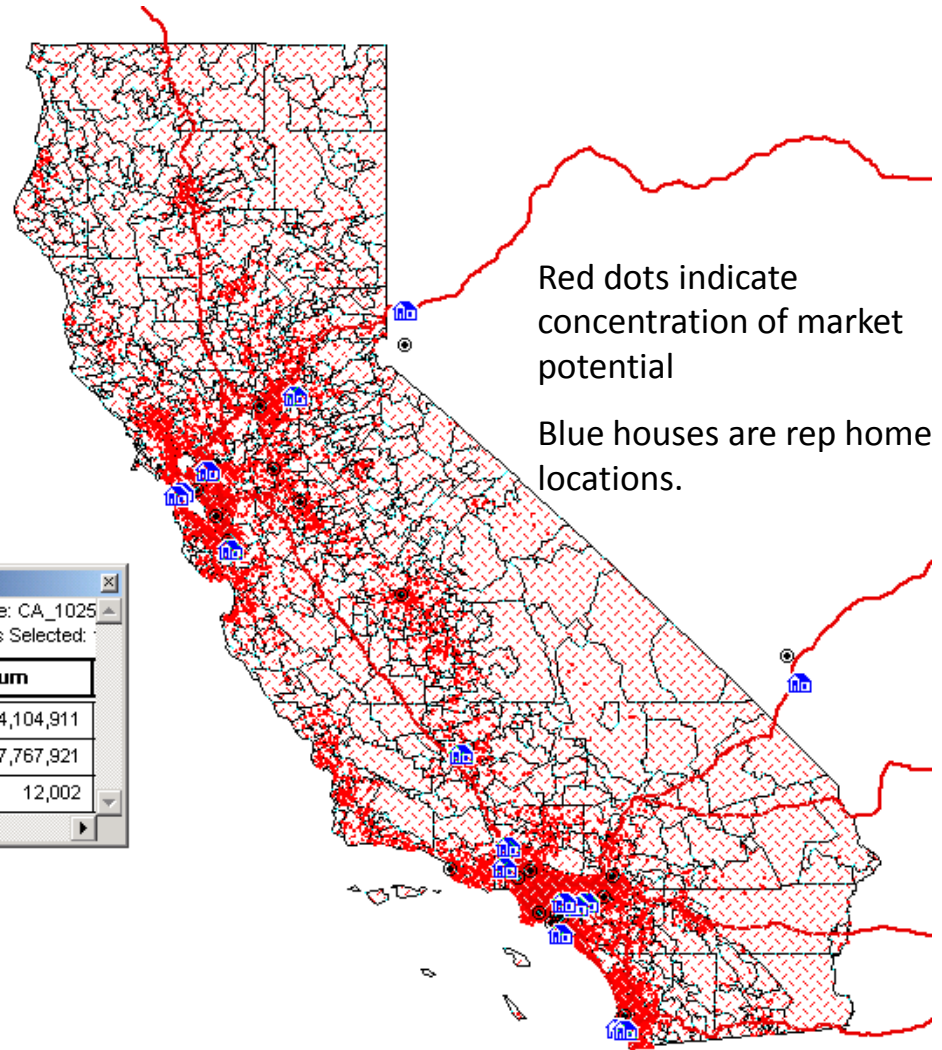 Red dots indicate
concentration of market
potential
Blue houses are rep home
locations.
e: CA_1025
s Selected:
um
4,104,911
7,767,921
12,002